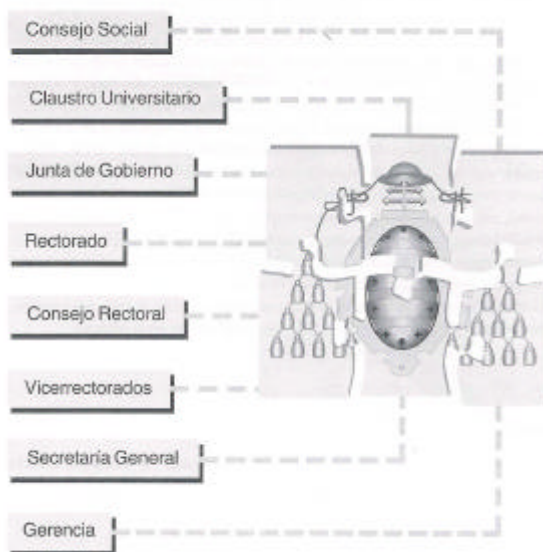 Consejo Social
Claustro Universitario
Junta de Gobierno
Rectorado
Consejo Rectoral
Vicerrectorados
Secretaría General
Gerencia